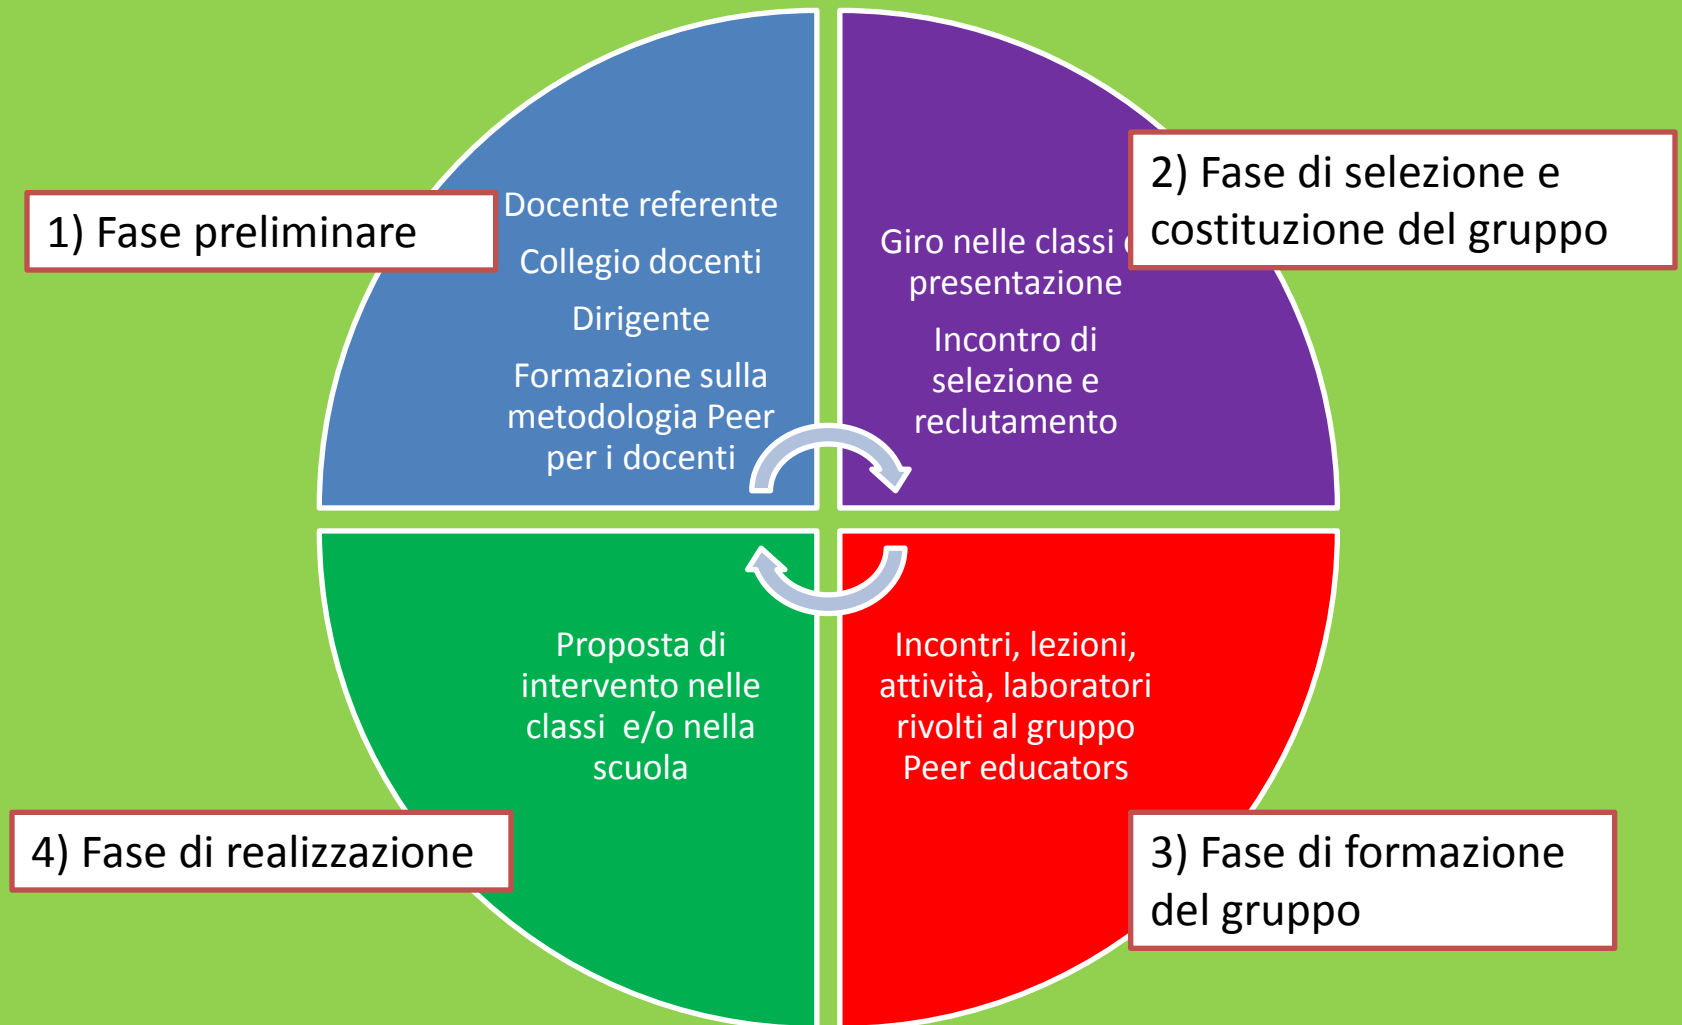 1) Fase preliminare
Docente referente
Collegio docenti
Dirigente
Formazione sulla
metodologia Peer
per i docenti
2) Fase di selezione e
costituzione del gruppo
Giro nelle classi
presentazione
Incontro di
selezione e
reclutamento
3) Fase di formazione
del gruppo
Incontri, lezioni,
attività, laboratori
rivolti al gruppo
Peer educators
4) Fase di realizzazione
Proposta di
intervento nelle
classi e/o nella
scuola